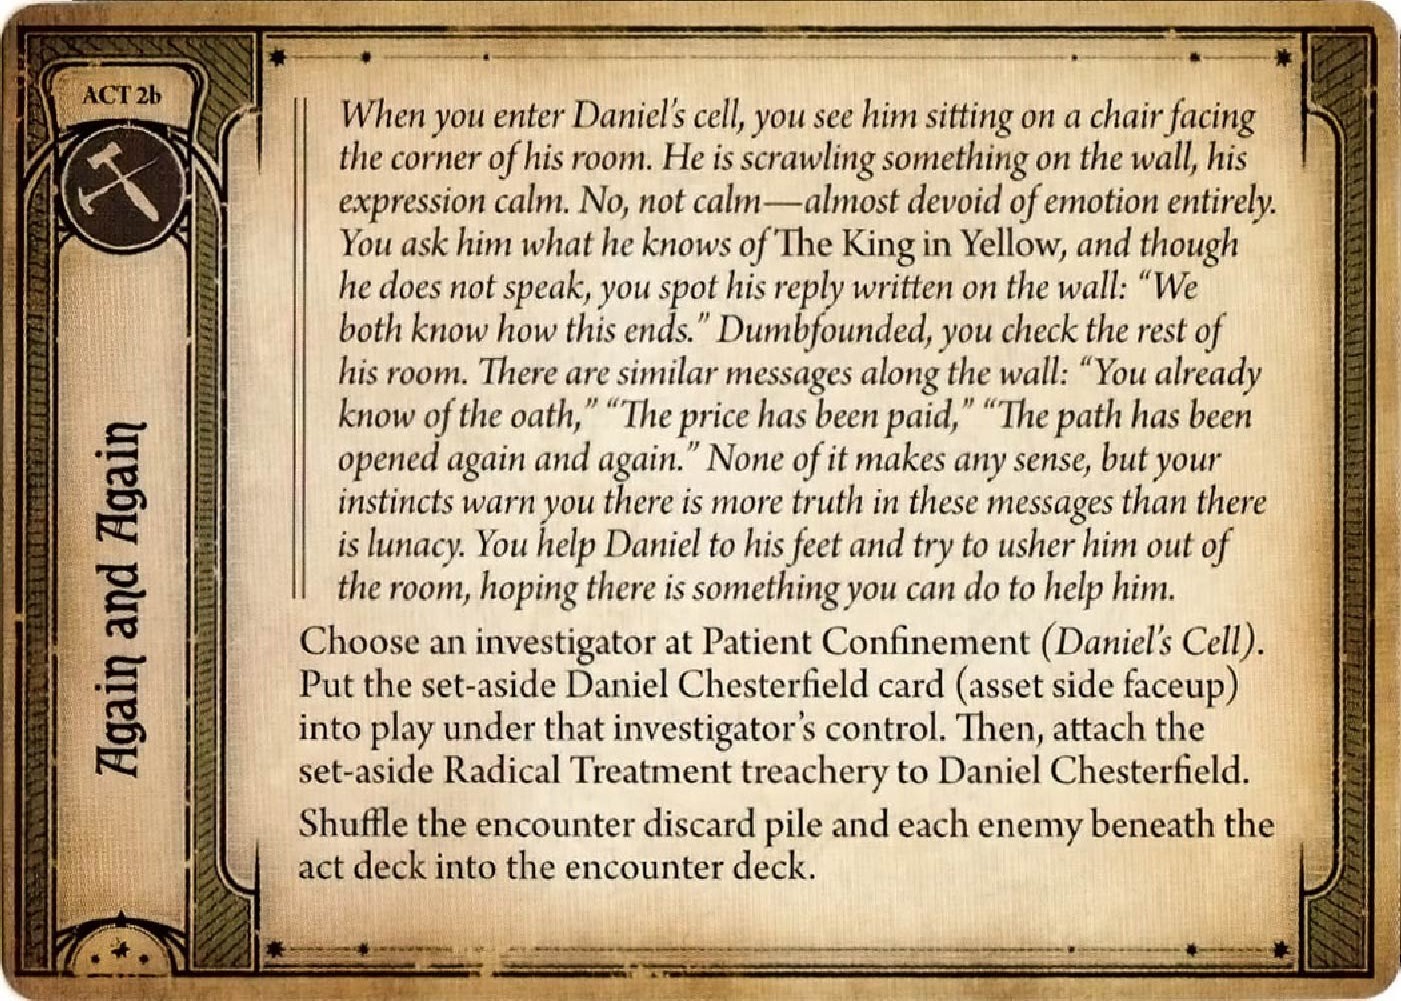 ACT 2b
Again and Again
When you enter Daniel's cell, you see him sitting on a chair facing
the corner of his room. He is scrawling something on the wall, his
expression calm. No, not calm—almost devoid of emotion entirely.
You ask him what he knows of The King in Yellow, and though
he does not speak, you spot his reply written on the wall: “We
both know how this ends.” Dumbfounded, you check the rest of
his room. There are similar messages along the wall: “You already
know of the oath,” “The price has been paid,” “The path has been
opened again and again.” None of it makes any sense, but your
instincts warn you there is more truth in these messages than there
is lunacy. You help Daniel to his feet and try to usher him out of
the room, hoping there is something you can do to help him.
Choose an investigator at Patient Confinement (Daniel's Cell).
Put the set-aside Daniel Chesterfield card (asset side faceup)
into play under that investigator's control. Then, attach the
set-aside Radical Treatment treachery to Daniel Chesterfield.
Shuffle the encounter discard pile and each enemy beneath the
act deck into the encounter deck.